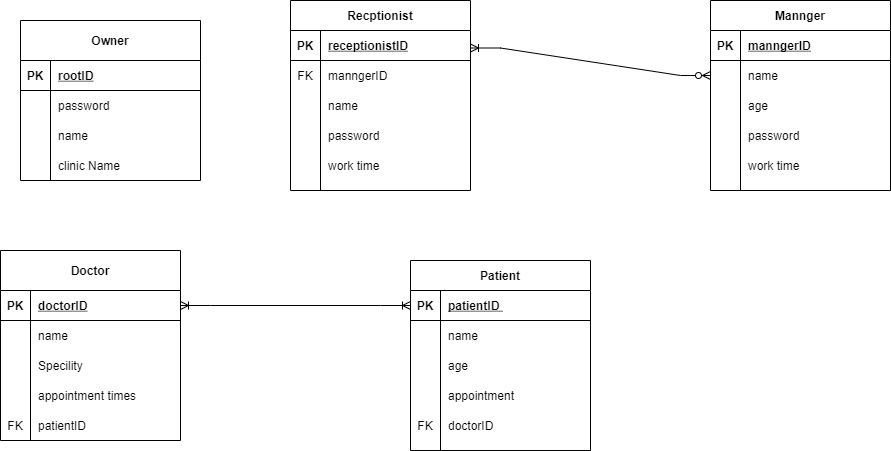 Owner
PK rootID
password
name
clinic Name
Recptionist
PK receptionistID
FK manngerID
name
password
work time
Mannger
PK manngerID
name
age
password
work time
Doctor
PK doctorID
name
Specility
appointment times
FK patientID
Patient
PK patientID
name
age
appointment
FK doctorID